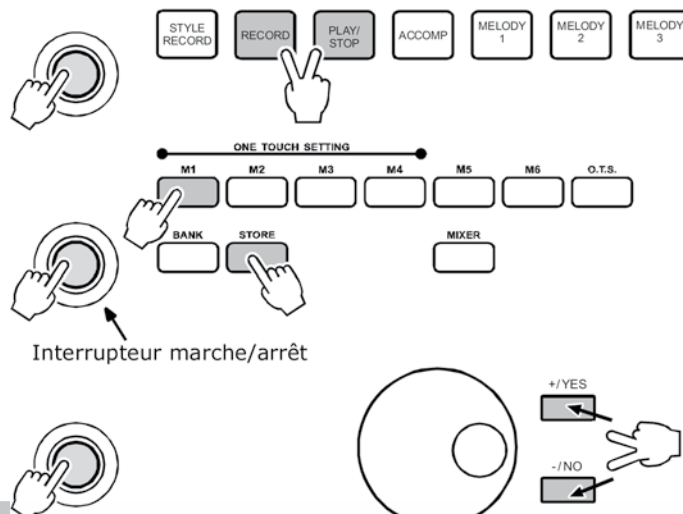 STYLE RECORD
RECORD
PLAY/ STOP
ACCOMP
MELODY 1
MELODY 2
MELODY 3
ONE TOUCH SETTING
M1 M2 M3 M4 M5 M6 O.T.S.
BANK STORE MIXER
Interrupteur marche/arrêt
+/YES
-/NO